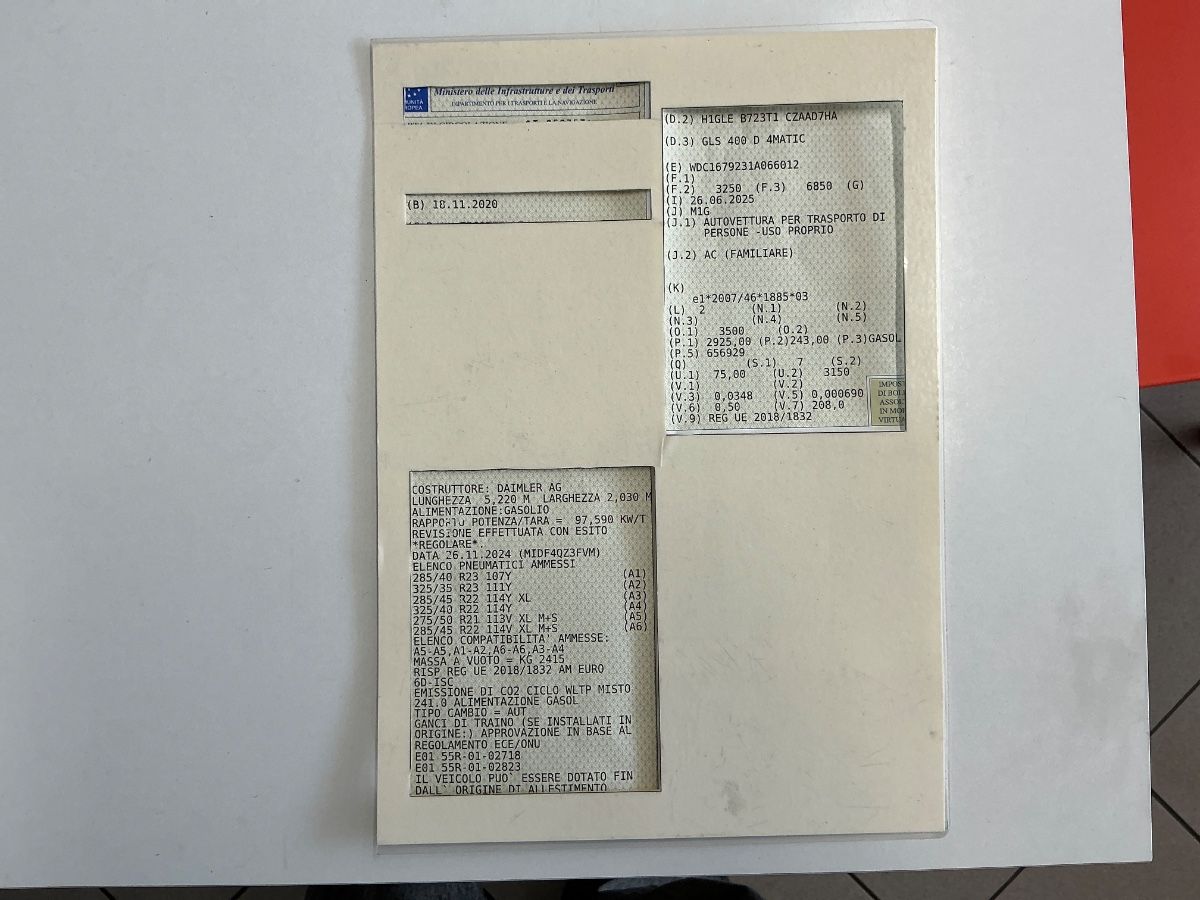 UNITÀ
OPEA
Ministero delle Infrastrutture e dei Trasporti
DIPARTIMENTO PER I TRASPORTI E LA NAVIGAZIONE
(B) 18.11.2020
COSTRUTTORE: DAIMLER AG
LUNGHEZZA 5,220 M LARGHEZZA 2,030 M
ALIMENTAZIONE:GASOLIO
RAPPORTO POTENZA/TARA = 97,590 KW/T
REVISIONE EFFETTUATA CON ESITO
*REGOLARE*.
DATA 26.11.2024 (MIDF4QZ3FVM)
ELENCO PNEUMATICI AMMESSI
285/40 R23 107Y (A1)
325/35 R23 111Y (A2)
285/45 R22 114Y XL (A3)
325/40 R22 114Y (A4)
275/50 R21 113V XL M+S (A5)
285/45 R22 114V XL M+S (A6)
ELENCO COMPATIBILITA` AMMESSE:
A5-A5,A1-A2,A6-A6,A3-A4
MASSA A VUOTO = KG 2415
RISP REG UE 2018/1832 AM EURO
6D-ISC
EMISSIONE DI CO2 CICLO WLTP MISTO
241.0 ALIMENTAZIONE GASOL
TIPO CAMBIO = AUT
GANCI DI TRAINO (SE INSTALLATI IN
ORIGINE:) APPROVAZIONE IN BASE AL
REGOLAMENTO ECE/ONU
E01 55R-01-02718
E01 55R-01-02823
IL VEICOLO PUO` ESSERE DOTATO FIN
DALL` ORIGINE DI ALLESTIMENTO
(D.2) H1GLE B723T1 CZAAD7HA
(D.3) GLS 400 D 4MATIC
(E) WDC1679231A066012
(F.1)
(F.2) 3250 (F.3) 6850 (G)
(I) 26.06.2025
(J) M1G
(J.1) AUTOVETTURA PER TRASPORTO DI
PERSONE -USO PROPRIO
(J.2) AC (FAMILIARE)
(K)
e1*2007/46*1885*03
(L) 2 (N.1) (N.2)
(N.3) (N.4) (N.5)
(O.1) 3500 (O.2)
(P.1) 2925,00 (P.2)243,00 (P.3)GASOL
(P.5) 656929
(Q) (S.1) 7 (S.2)
(U.1) 75,00 (U.2) 3150
(V.1) (V.2)
(V.3) 0,0348 (V.5) 0,000690
(V.6) 0,50 (V.7) 208,0
(V.9) REG UE 2018/1832
IMPOS
DI BOL
ASSOL
IN MO
VIRTU